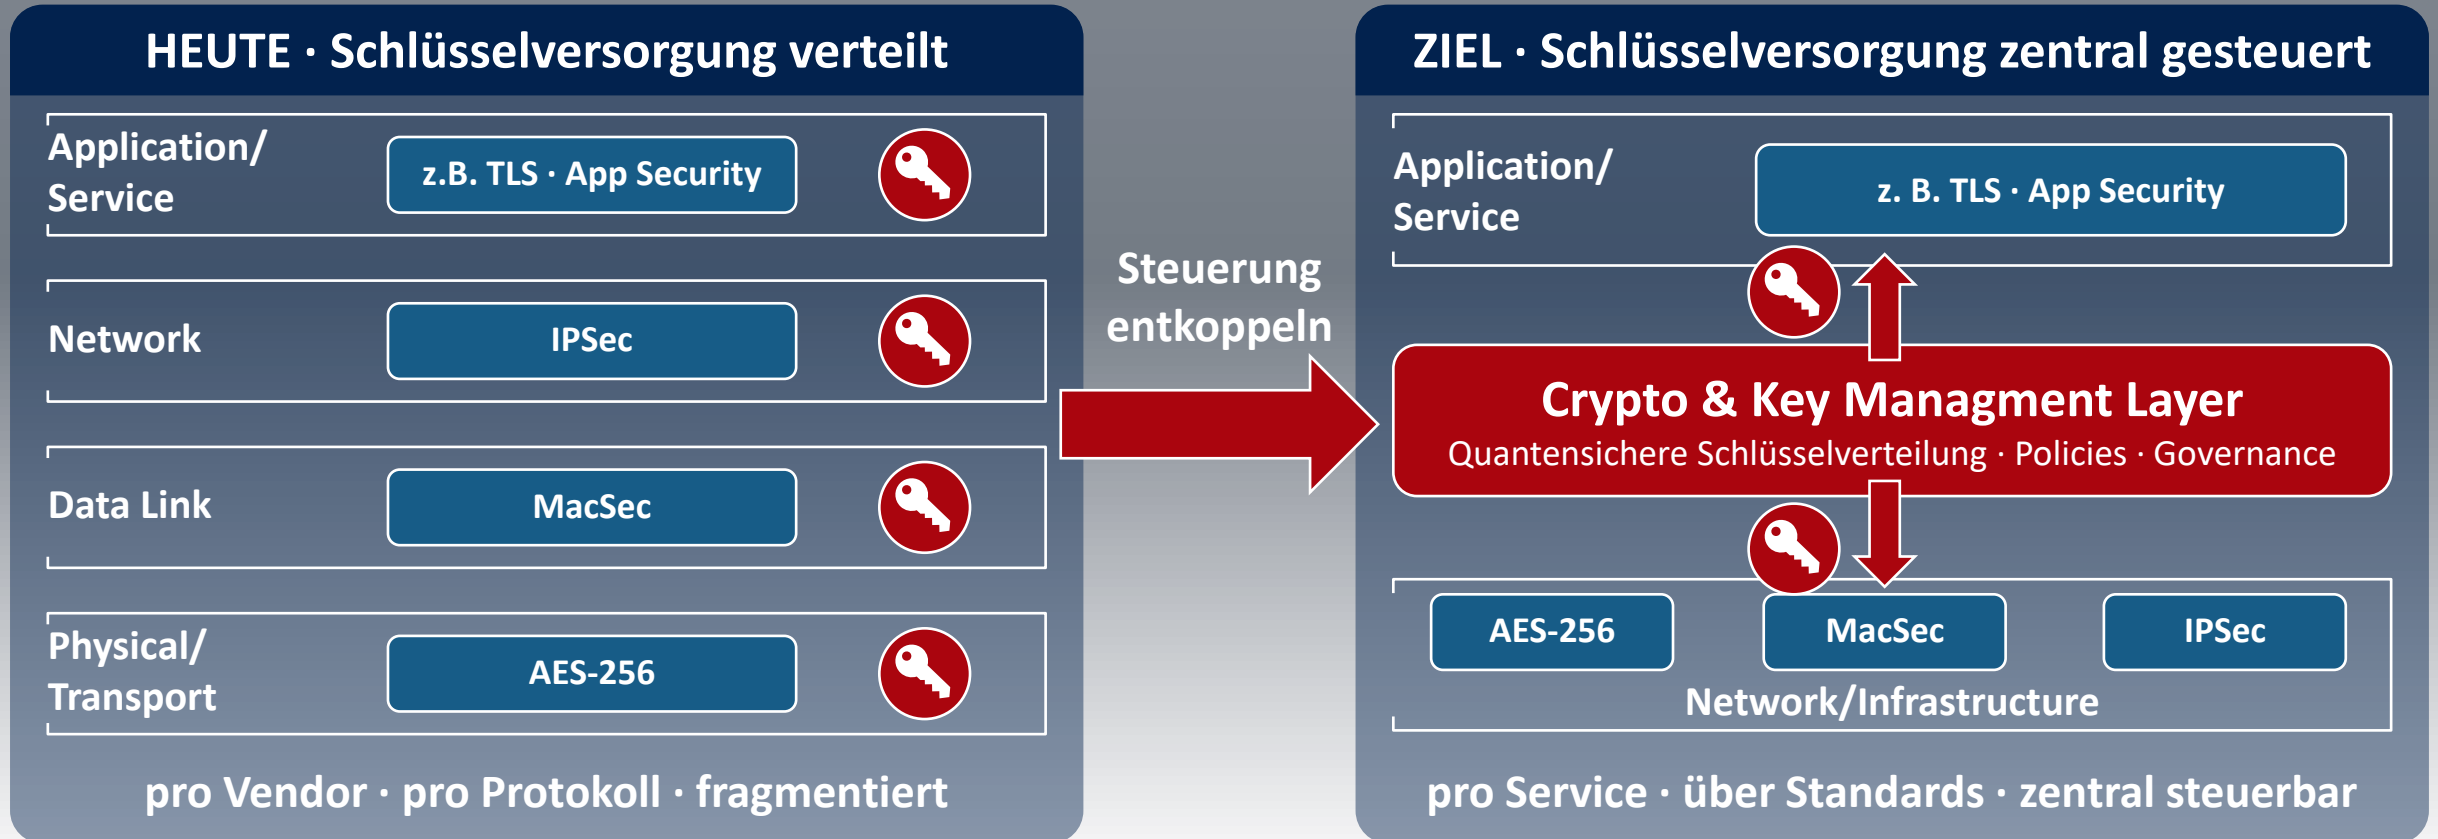 HEUTE · Schlüsselversorgung verteilt
Application/
Service
z.B. TLS · App Security
Network
IPSec
Data Link
MacSec
Physical/
Transport
AES-256
pro Vendor · pro Protokoll · fragmentiert
Steuerung
entkoppeln
ZIEL · Schlüsselversorgung zentral gesteuert
Application/
Service
z. B. TLS · App Security
Crypto & Key Managment Layer
Quantensichere Schlüsselverteilung · Policies · Governance
AES-256
MacSec
IPSec
Network/Infrastructure
pro Service · über Standards · zentral steuerbar